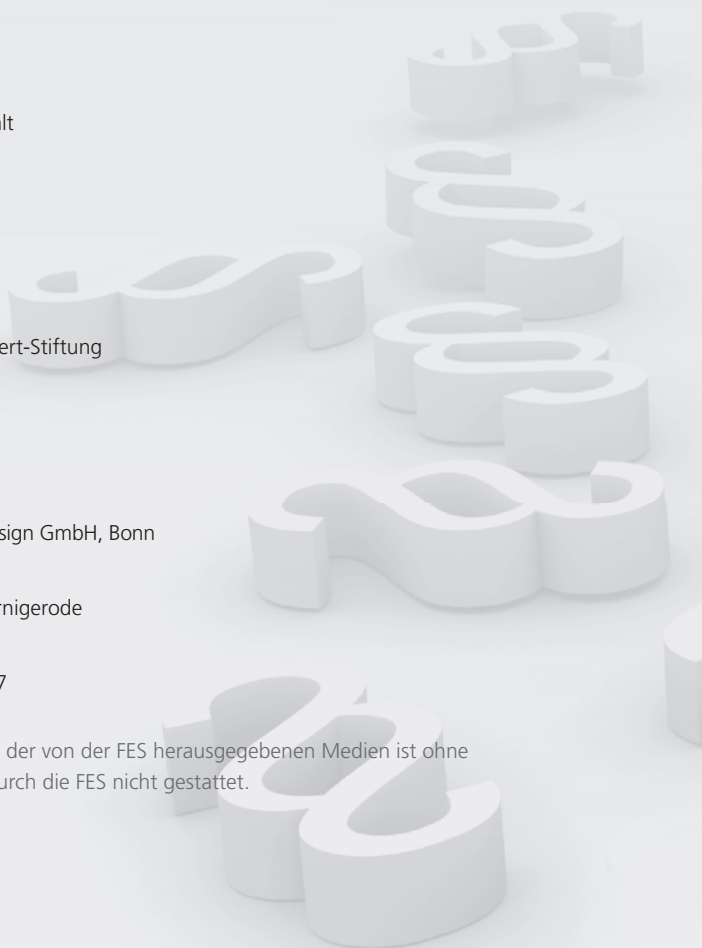 lt
ert-Stiftung
sign GmbH, Bonn
rnigerode
7
der von der FES herausgegebenen Medien ist ohne
urch die FES nicht gestattet.